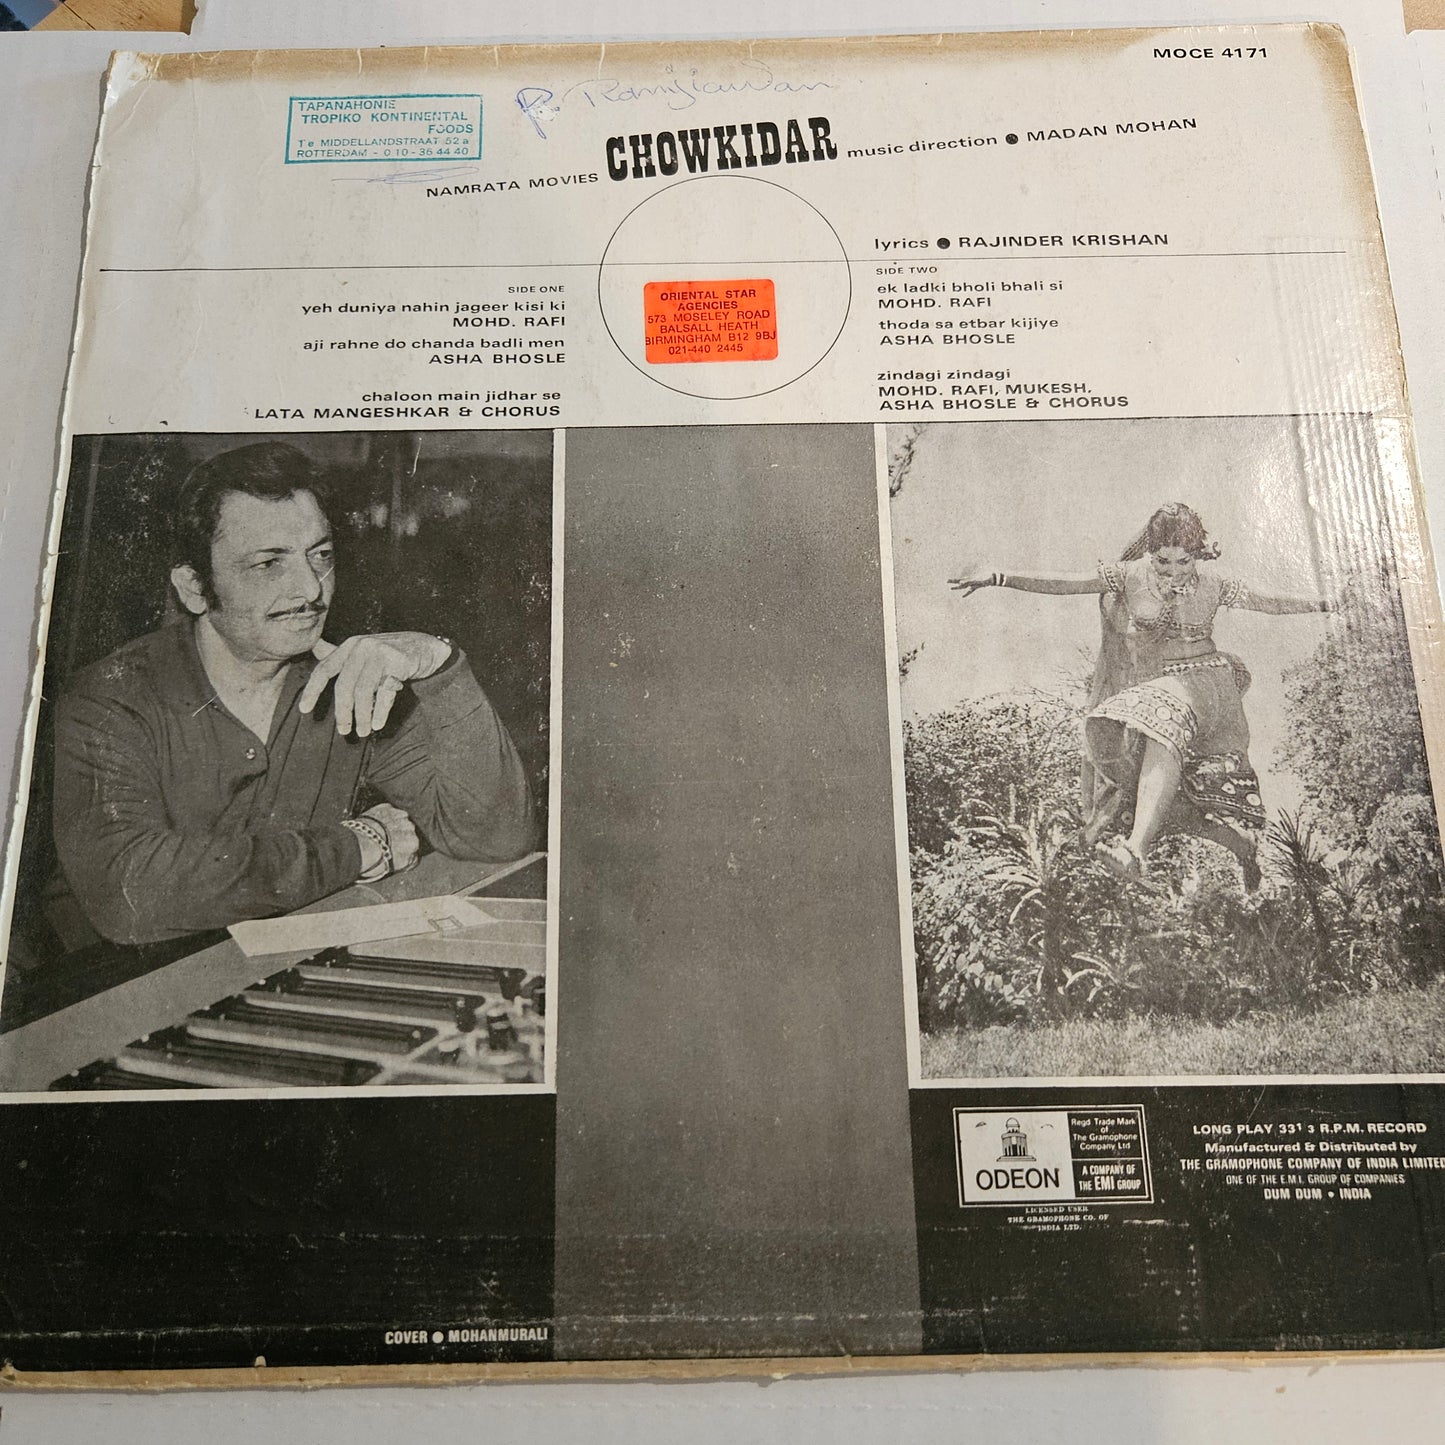 MOCE 4171
TAPANAHONIE
TROPIKO KONTINENTAL
FOODS
1e MIDDELLANDSTRAAT 52a
ROTTERDAM - 010-36 44 40
NAMRATA MOVIES CHOWKIDAR music direction ● MADAN MOHAN
lyrics ● RAJINDER KRISHAN
SIDE ONE
yeh duniya nahin jageer kisi ki
MOHD. RAFI
aji rahne do chanda badli men
ASHA BHOSLE
chaloon main jidhar se
LATA MANGESHKAR & CHORUS
ORIENTAL STAR
AGENCIES
573 MOSELEY ROAD
BALSALL HEATH
BIRMINGHAM B12 9BJ
021-440 2445
SIDE TWO
ek ladki bholi bhali si
MOHD. RAFI
thoda sa etbar kijiye
ASHA BHOSLE
zindagi zindagi
MOHD. RAFI, MUKESH,
ASHA BHOSLE & CHORUS
ODEON
Regd Trade Mark
of
The Gramophone
Company Ltd
A COMPANY OF
THE EMI GROUP
LICENSED USER
THE GRAMOPHONE CO. OF
INDIA LTD.
LONG PLAY 33 1/3 R.P.M. RECORD
Manufactured & Distributed by
THE GRAMOPHONE COMPANY OF INDIA LIMITED
ONE OF THE E.M.I. GROUP OF COMPANIES
DUM DUM • INDIA
COVER ● MOHANMURALI